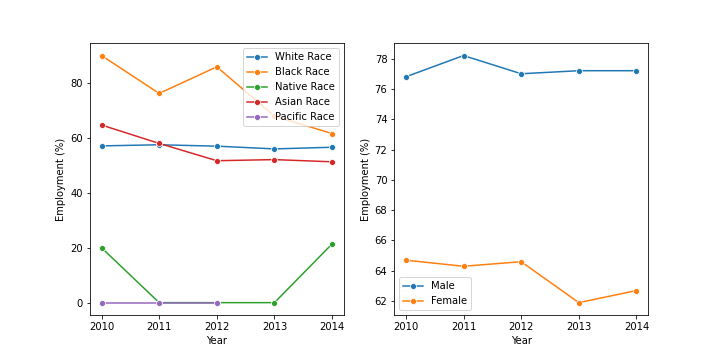 White Race
Black Race
Native Race
Asian Race
Pacific Race
80
60
40
20
0
Employment (%)
2010 2011 2012 2013 2014
Year
78
76
74
72
70
68
66
64
62
Employment (%)
Male
Female
2010 2011 2012 2013 2014
Year